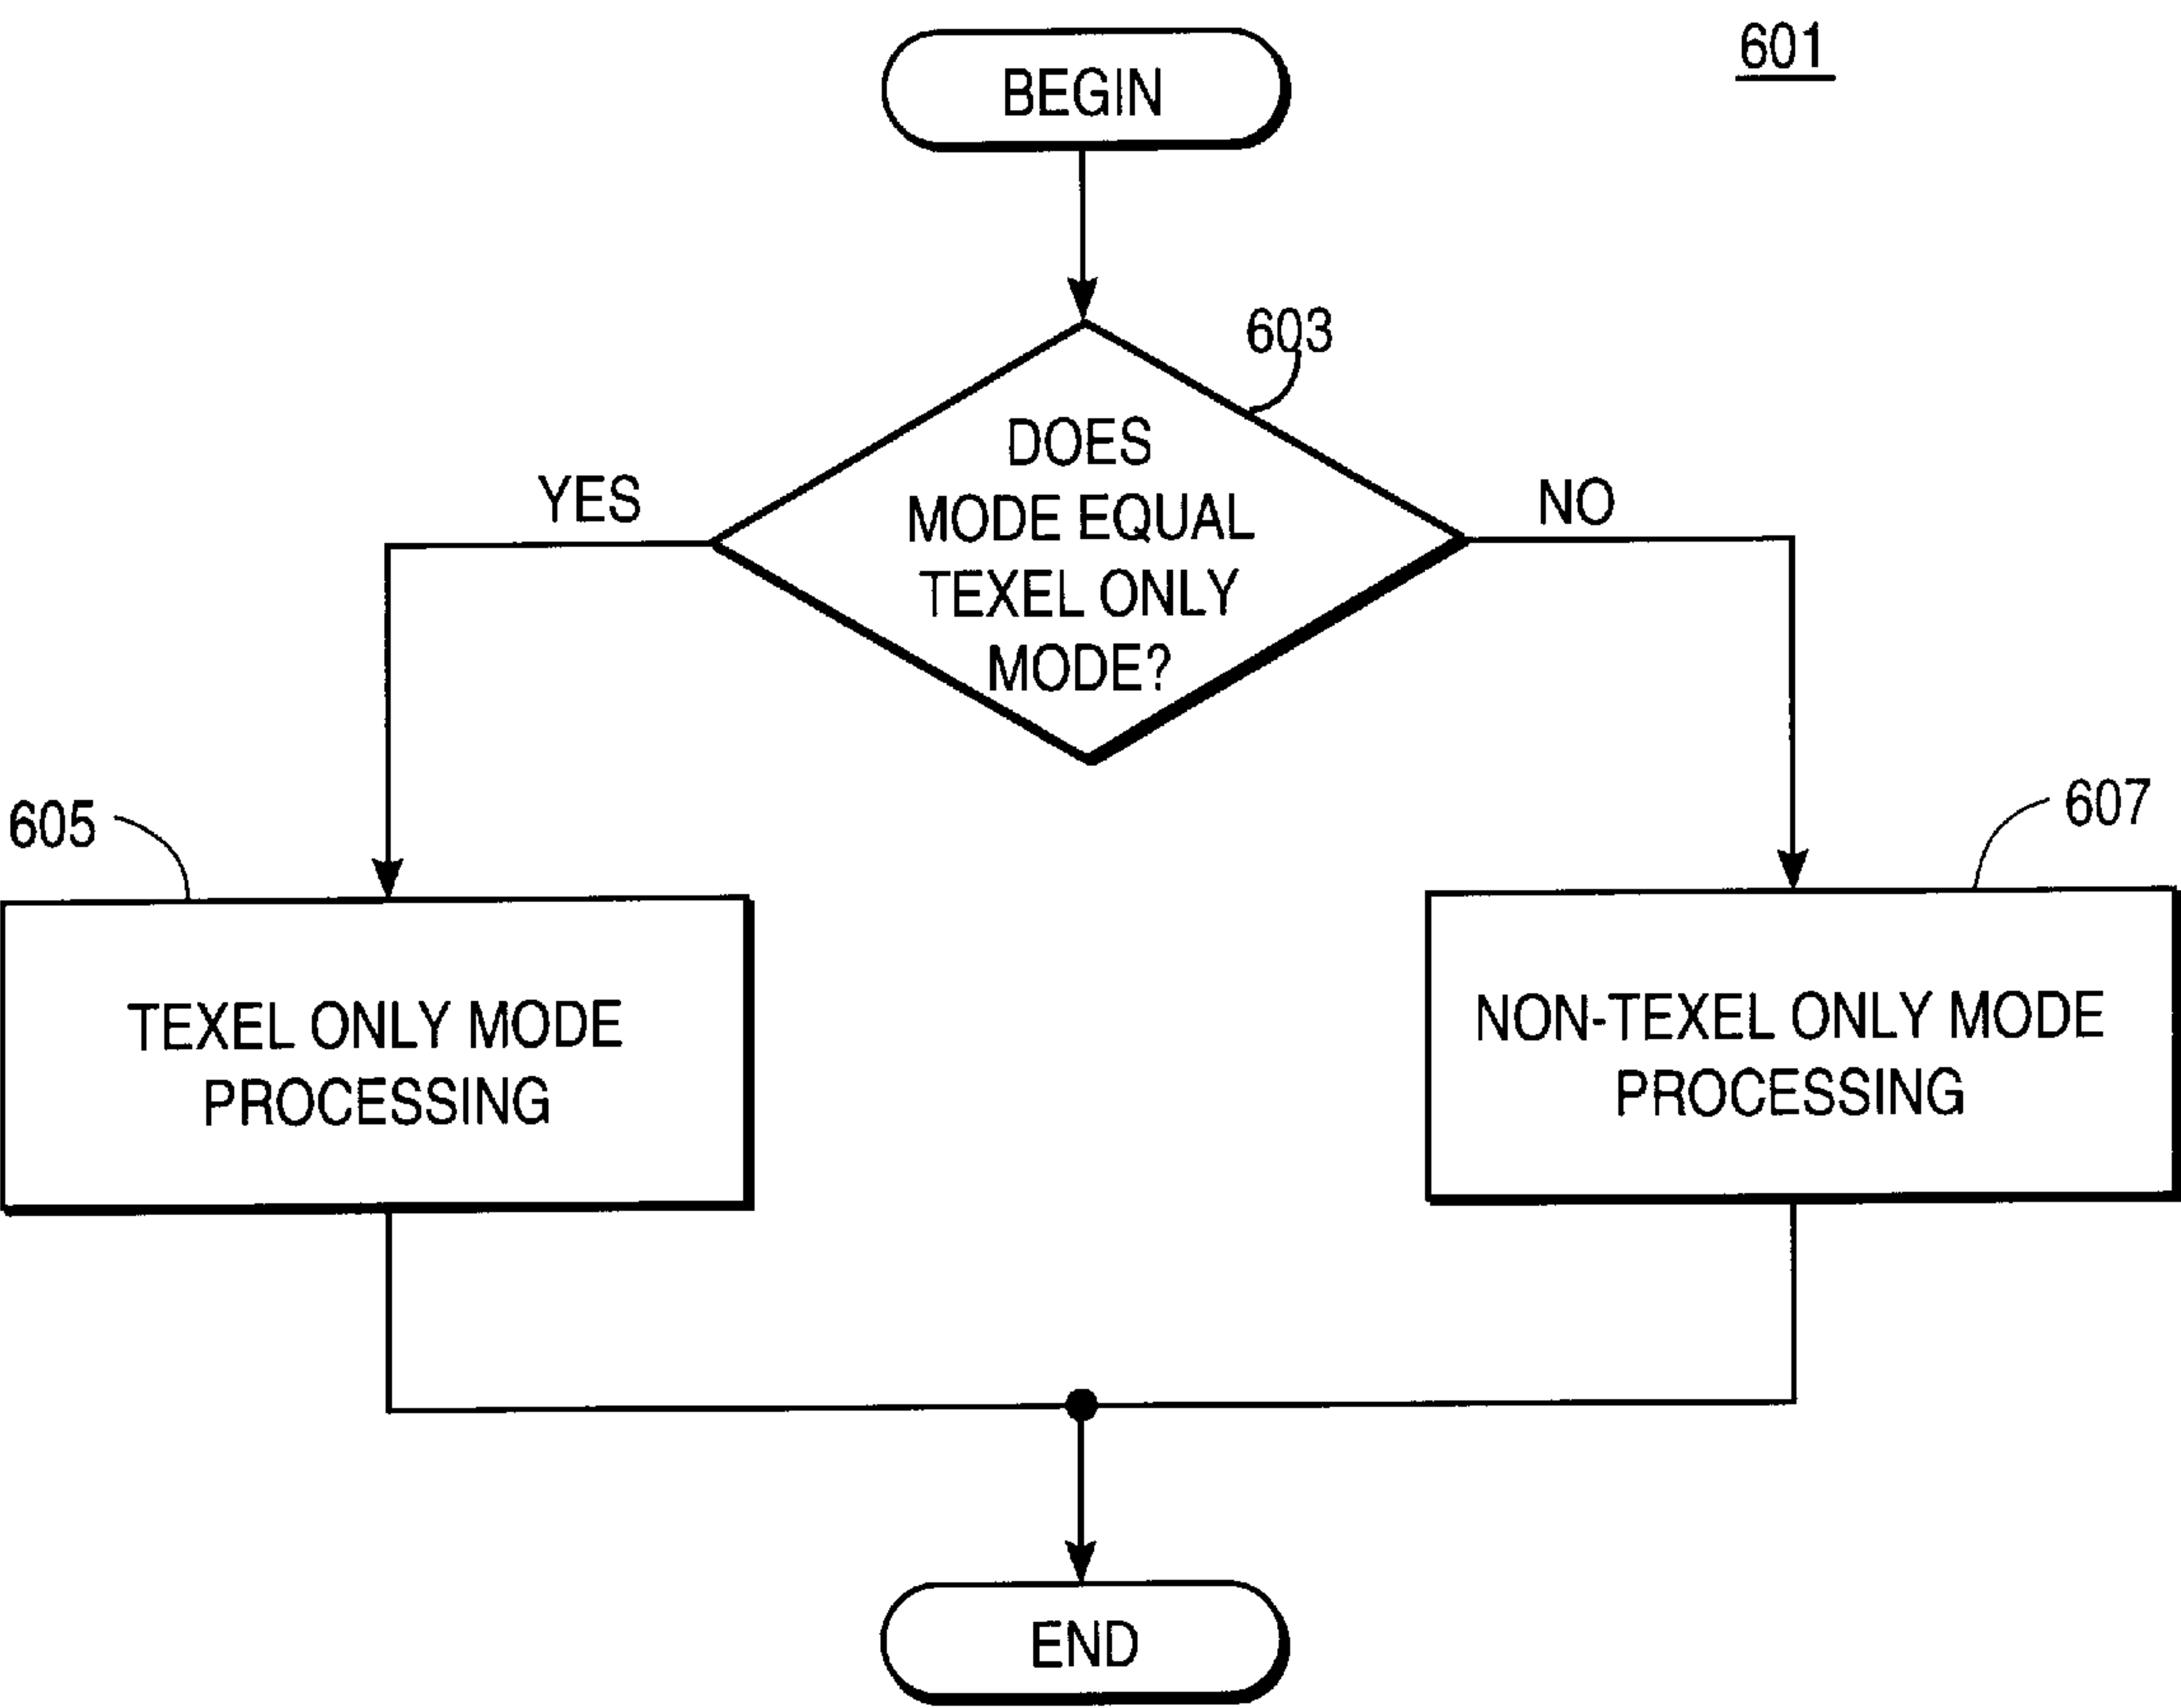 601
BEGIN
603
DOES
MODE EQUAL
TEXEL ONLY
MODE?
YES
NO
605
607
TEXEL ONLY MODE
PROCESSING
NON-TEXEL ONLY MODE
PROCESSING
END